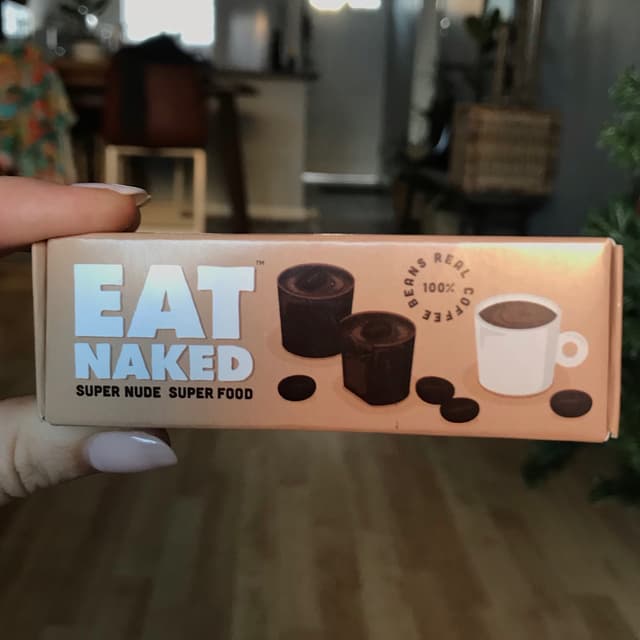 EAT™
NAKED
SUPER NUDE SUPER FOOD
100%
REAL COFFEE BEANS